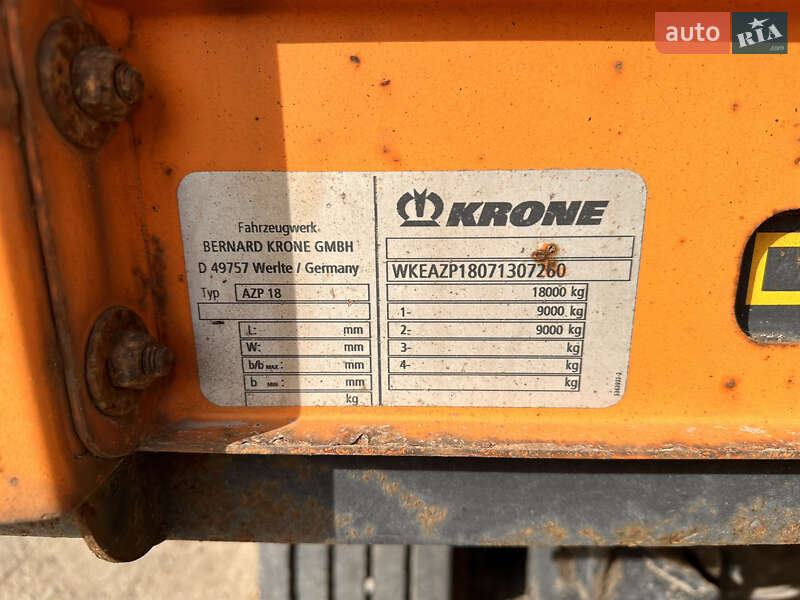 auto RIA.com
Fahrzeugwerk
BERNARD KRONE GMBH
D 49757 Werlte / Germany
Typ AZP 18
L: mm
W: mm
b/b MAX: mm
b MIN: mm
kg
KRONE
WKEAZP18071307260
18000 kg
1- 9000 kg
2- 9000 kg
3- kg
4- kg
kg